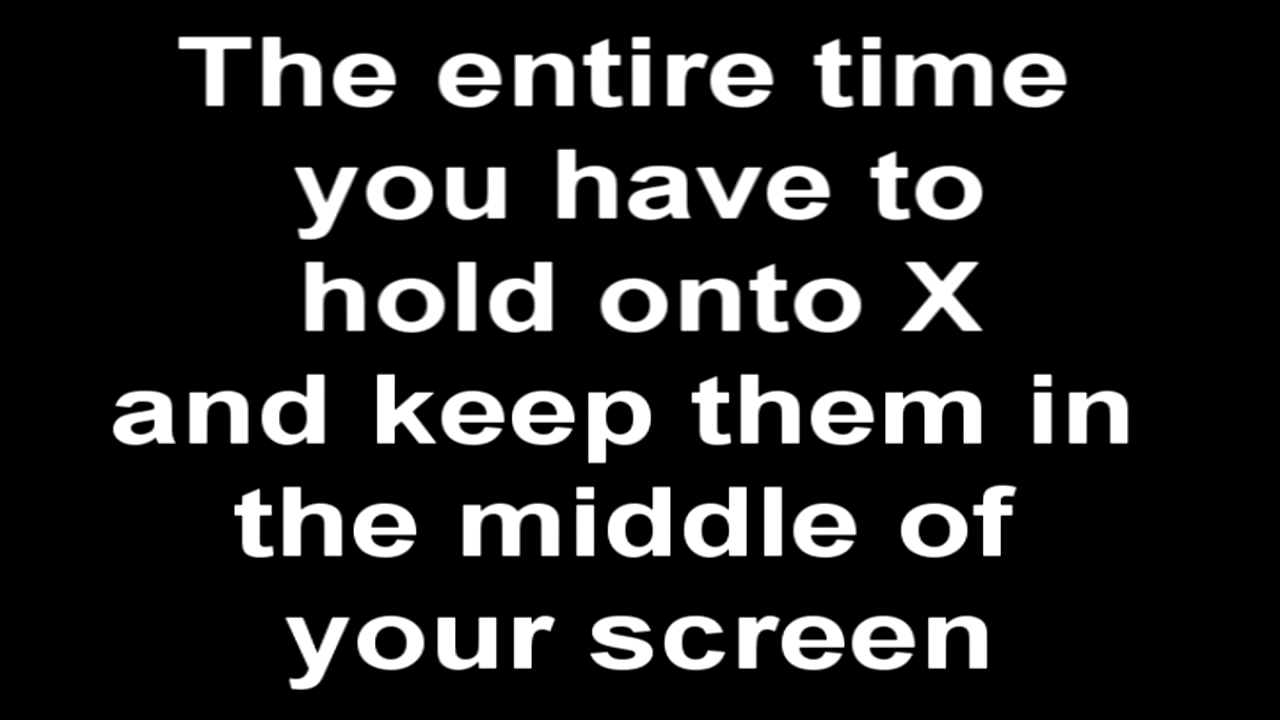 The entire time
you have to
hold onto X
and keep them in
the middle of
your screen